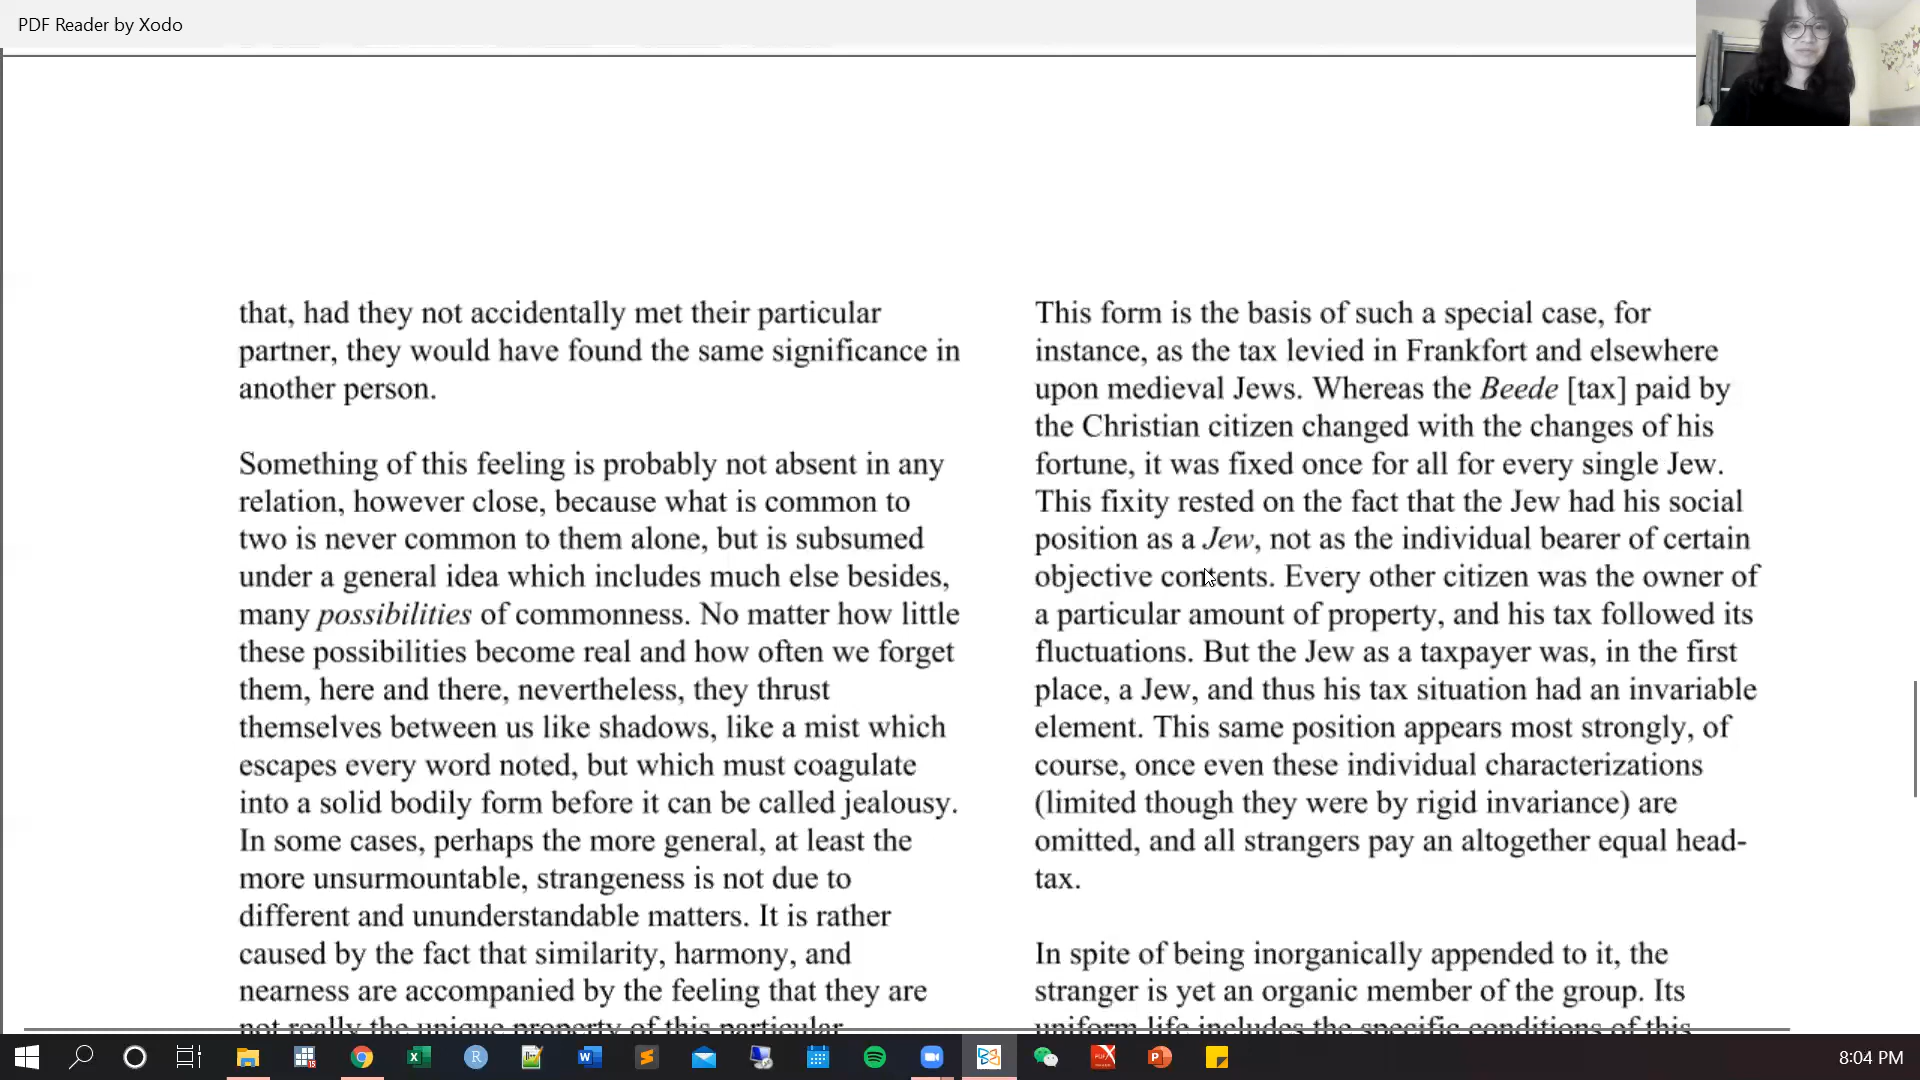 PDF Reader by Xodo
that, had they not accidentally met their particular
partner, they would have found the same significance in
another person.
Something of this feeling is probably not absent in any
relation, however close, because what is common to
two is never common to them alone, but is subsumed
under a general idea which includes much else besides,
many possibilities of commonness. No matter how little
these possibilities become real and how often we forget
them, here and there, nevertheless, they thrust
themselves between us like shadows, like a mist which
escapes every word noted, but which must coagulate
into a solid bodily form before it can be called jealousy.
In some cases, perhaps the more general, at least the
more unsurmountable, strangeness is not due to
different and ununderstandable matters. It is rather
caused by the fact that similarity, harmony, and
nearness are accompanied by the feeling that they are
not really the unique property of this particular
This form is the basis of such a special case, for
instance, as the tax levied in Frankfort and elsewhere
upon medieval Jews. Whereas the Beede [tax] paid by
the Christian citizen changed with the changes of his
fortune, it was fixed once for all for every single Jew.
This fixity rested on the fact that the Jew had his social
position as a Jew, not as the individual bearer of certain
objective contents. Every other citizen was the owner of
a particular amount of property, and his tax followed its
fluctuations. But the Jew as a taxpayer was, in the first
place, a Jew, and thus his tax situation had an invariable
element. This same position appears most strongly, of
course, once even these individual characterizations
(limited though they were by rigid invariance) are
omitted, and all strangers pay an altogether equal head-
tax.
In spite of being inorganically appended to it, the
stranger is yet an organic member of the group. Its
uniform life includes the specific conditions of this
8:04 PM